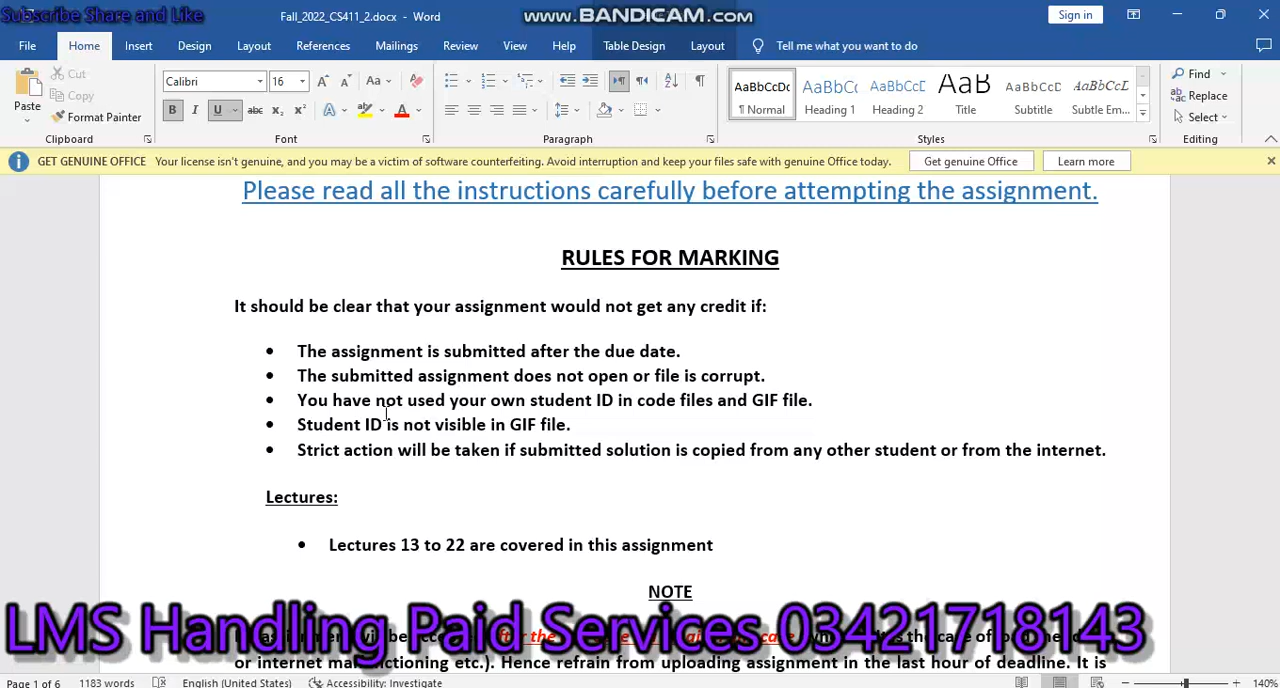 Subscribe Share and Like
Fall_2022_CS411_2.docx - Word
www.BANDICAM.com
Sign in
File Home Insert Design Layout References Mailings Review View Help Table Design Layout Tell me what you want to do
Paste
Cut
Copy
Format Painter
Clipboard
Calibri 16
Aa
B I U abc x₂ x²
Font
Paragraph
AaBbCcDc AaBbC AaBbCcD AaB AaBbCcD AaBbCcDc
¶ Normal Heading 1 Heading 2 Title Subtitle Subtle Em...
Styles
Find
Replace
Select
Editing
GET GENUINE OFFICE Your license isn't genuine, and you may be a victim of software counterfeiting. Avoid interruption and keep your files safe with genuine Office today. Get genuine Office Learn more
Please read all the instructions carefully before attempting the assignment.
RULES FOR MARKING
It should be clear that your assignment would not get any credit if:
• The assignment is submitted after the due date.
• The submitted assignment does not open or file is corrupt.
• You have not used your own student ID in code files and GIF file.
• Student ID is not visible in GIF file.
• Strict action will be taken if submitted solution is copied from any other student or from the internet.
Lectures:
• Lectures 13 to 22 are covered in this assignment
NOTE
LMS Handling Paid Services 03421718143
or internet malfunctioning etc.). Hence refrain from uploading assignment in the last hour of deadline. It is
Page 1 of 6 1183 words English (United States) Accessibility: Investigate 140%